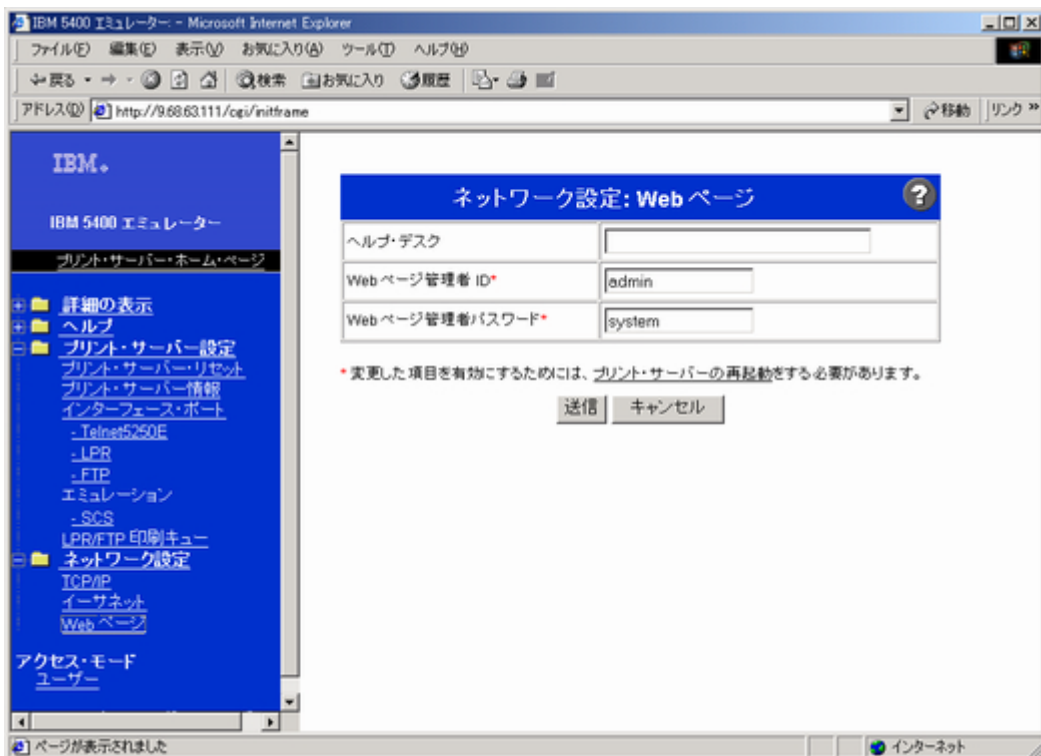 IBM 5400 エミュレーター: - Microsoft Internet Explorer
ファイル(F) 編集(E) 表示(V) お気に入り(A) ツール(T) ヘルプ(H)
戻る 検索 お気に入り 履歴
アドレス(D) http://9.68.63.111/cgi/initframe 移動 リンク »
IBM.
IBM 5400 エミュレーター
プリント・サーバー・ホーム・ページ
詳細の表示
ヘルプ
プリント・サーバー設定
プリント・サーバー・リセット
プリント・サーバー情報
インターフェース・ポート
- Telnet5250E
- LPR
- FTP
エミュレーション
- SCS
LPR/FTP 印刷キュー
ネットワーク設定
TCP/IP
イーサネット
Web ページ
アクセス・モード
ユーザー
ネットワーク設定: Web ページ ?
ヘルプ・デスク
Web ページ管理者 ID* admin
Web ページ管理者パスワード* system
* 変更した項目を有効にするためには、プリント・サーバーの再起動をする必要があります。
送信 キャンセル
ページが表示されました インターネット